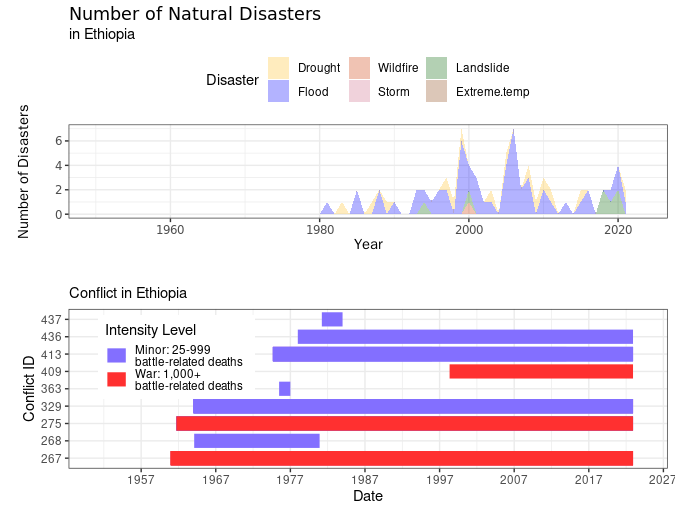 Number of Natural Disasters
in Ethiopia
Disaster
Drought
Wildfire
Landslide
Flood
Storm
Extreme.temp
Number of Disasters
6
4
2
0
1960
1980
2000
2020
Year
Conflict in Ethiopia
Conflict ID
437
436
413
409
363
329
275
268
267
Intensity Level
Minor: 25-999
battle-related deaths
War: 1,000+
battle-related deaths
1957
1967
1977
1987
1997
2007
2017
2027
Date